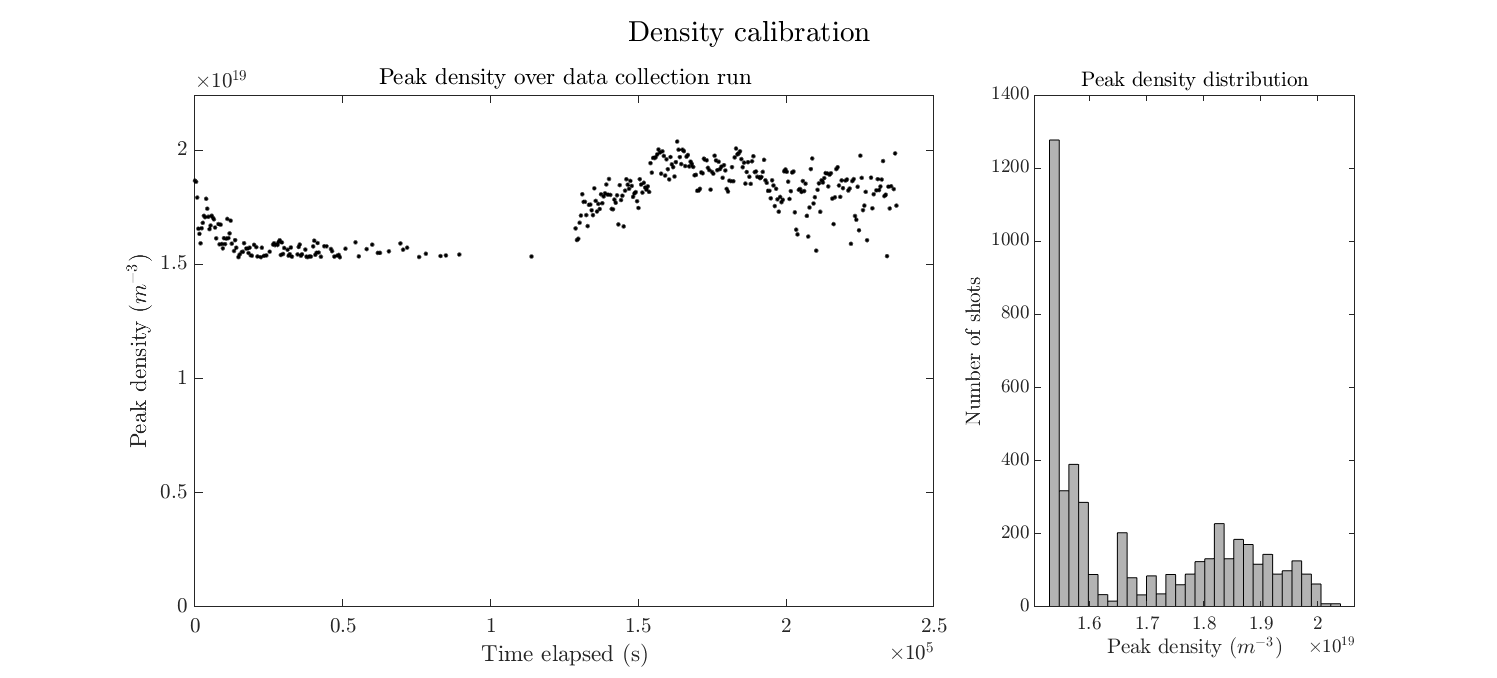 Density calibration
Peak density over data collection run
×10^19
2
1.5
1
0.5
0
Peak density (m^−3)
0 0.5 1 1.5 2 2.5
Time elapsed (s)
×10^5
Peak density distribution
1400
1200
1000
800
600
400
200
0
Number of shots
1.6 1.7 1.8 1.9 2
Peak density (m^−3)
×10^19